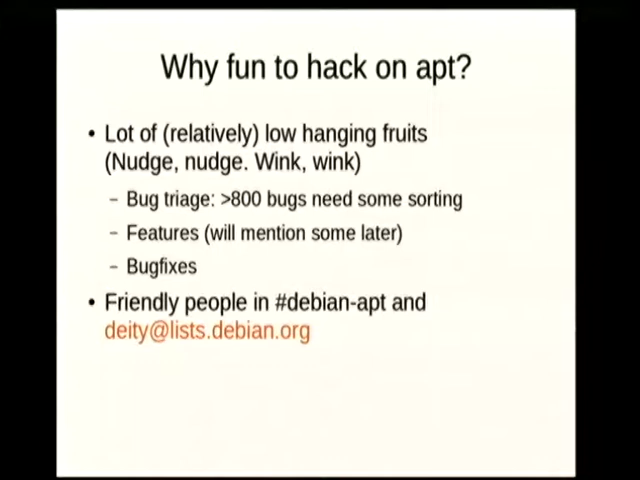 Why fun to hack on apt?
• Lot of (relatively) low hanging fruits
(Nudge, nudge. Wink, wink)
– Bug triage: >800 bugs need some sorting
– Features (will mention some later)
– Bugfixes
• Friendly people in #debian-apt and
deity@lists.debian.org